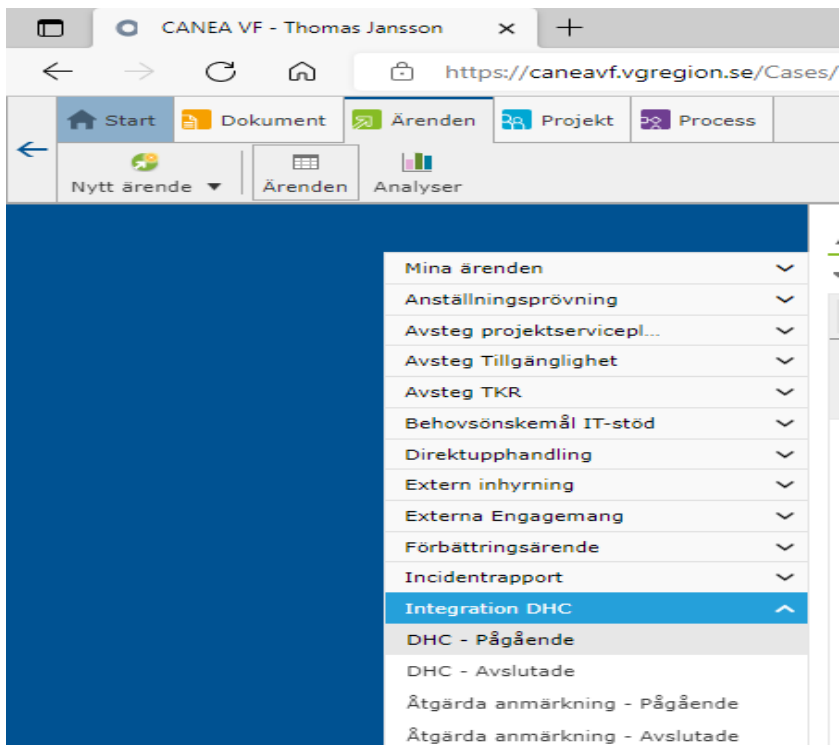 CANEA VF - Thomas Jansson
https://caneavf.vgregion.se/Cases/
Start Dokument Ärenden Projekt Process
Nytt ärende Ärenden Analyser
Mina ärenden
Anställningsprövning
Avsteg projektservicepl...
Avsteg Tillgänglighet
Avsteg TKR
Behovsönskemål IT-stöd
Direktupphandling
Extern inhyrning
Externa Engagemang
Förbättringsärende
Incidentrapport
Integration DHC
DHC - Pågående
DHC - Avslutade
Åtgärda anmärkning - Pågående
Åtgärda anmärkning - Avslutade